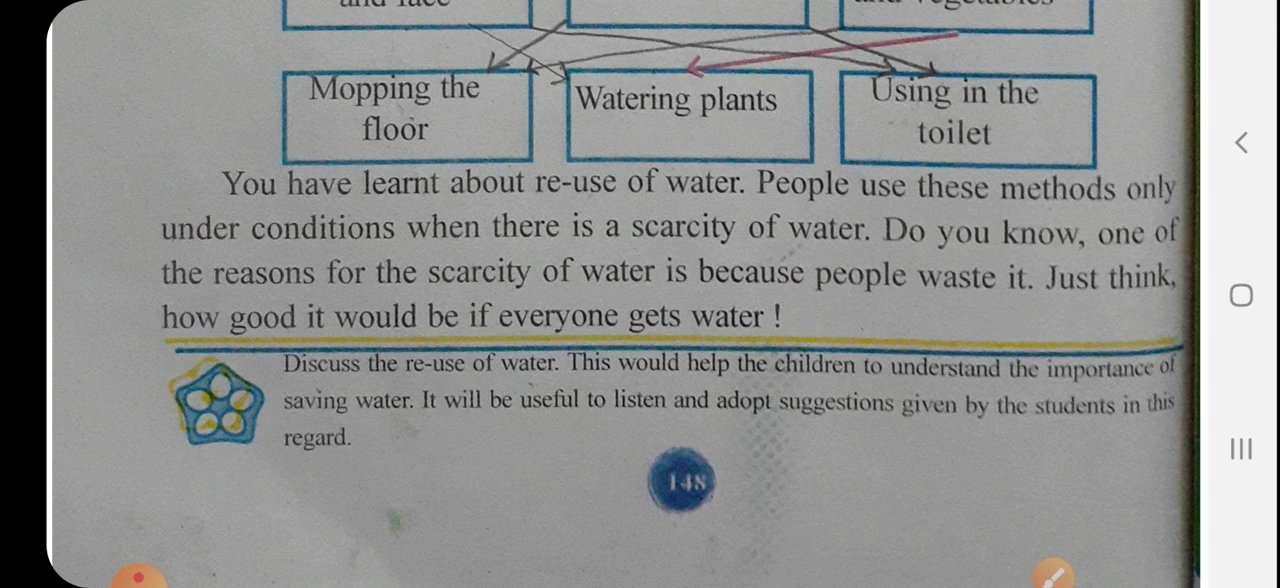 and face
and vegetables
Mopping the
floor
Watering plants
Using in the
toilet
You have learnt about re-use of water. People use these methods only
under conditions when there is a scarcity of water. Do you know, one of
the reasons for the scarcity of water is because people waste it. Just think,
how good it would be if everyone gets water !
Discuss the re-use of water. This would help the children to understand the importance of
saving water. It will be useful to listen and adopt suggestions given by the students in this
regard.
148